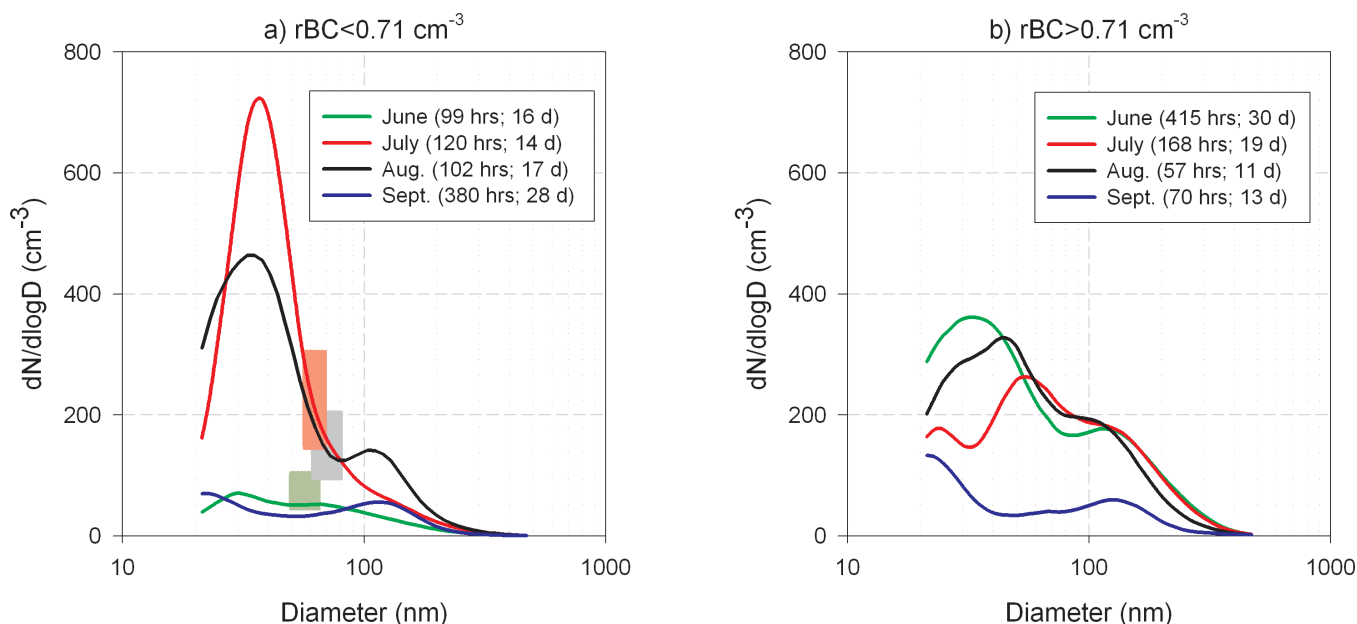 a) rBC<0.71 cm-3
800
600
400
200
0
dN/dlogD (cm-3)
June (99 hrs; 16 d)
July (120 hrs; 14 d)
Aug. (102 hrs; 17 d)
Sept. (380 hrs; 28 d)
10 100 1000
Diameter (nm)
b) rBC>0.71 cm-3
800
600
400
200
0
dN/dlogD (cm-3)
June (415 hrs; 30 d)
July (168 hrs; 19 d)
Aug. (57 hrs; 11 d)
Sept. (70 hrs; 13 d)
10 100 1000
Diameter (nm)